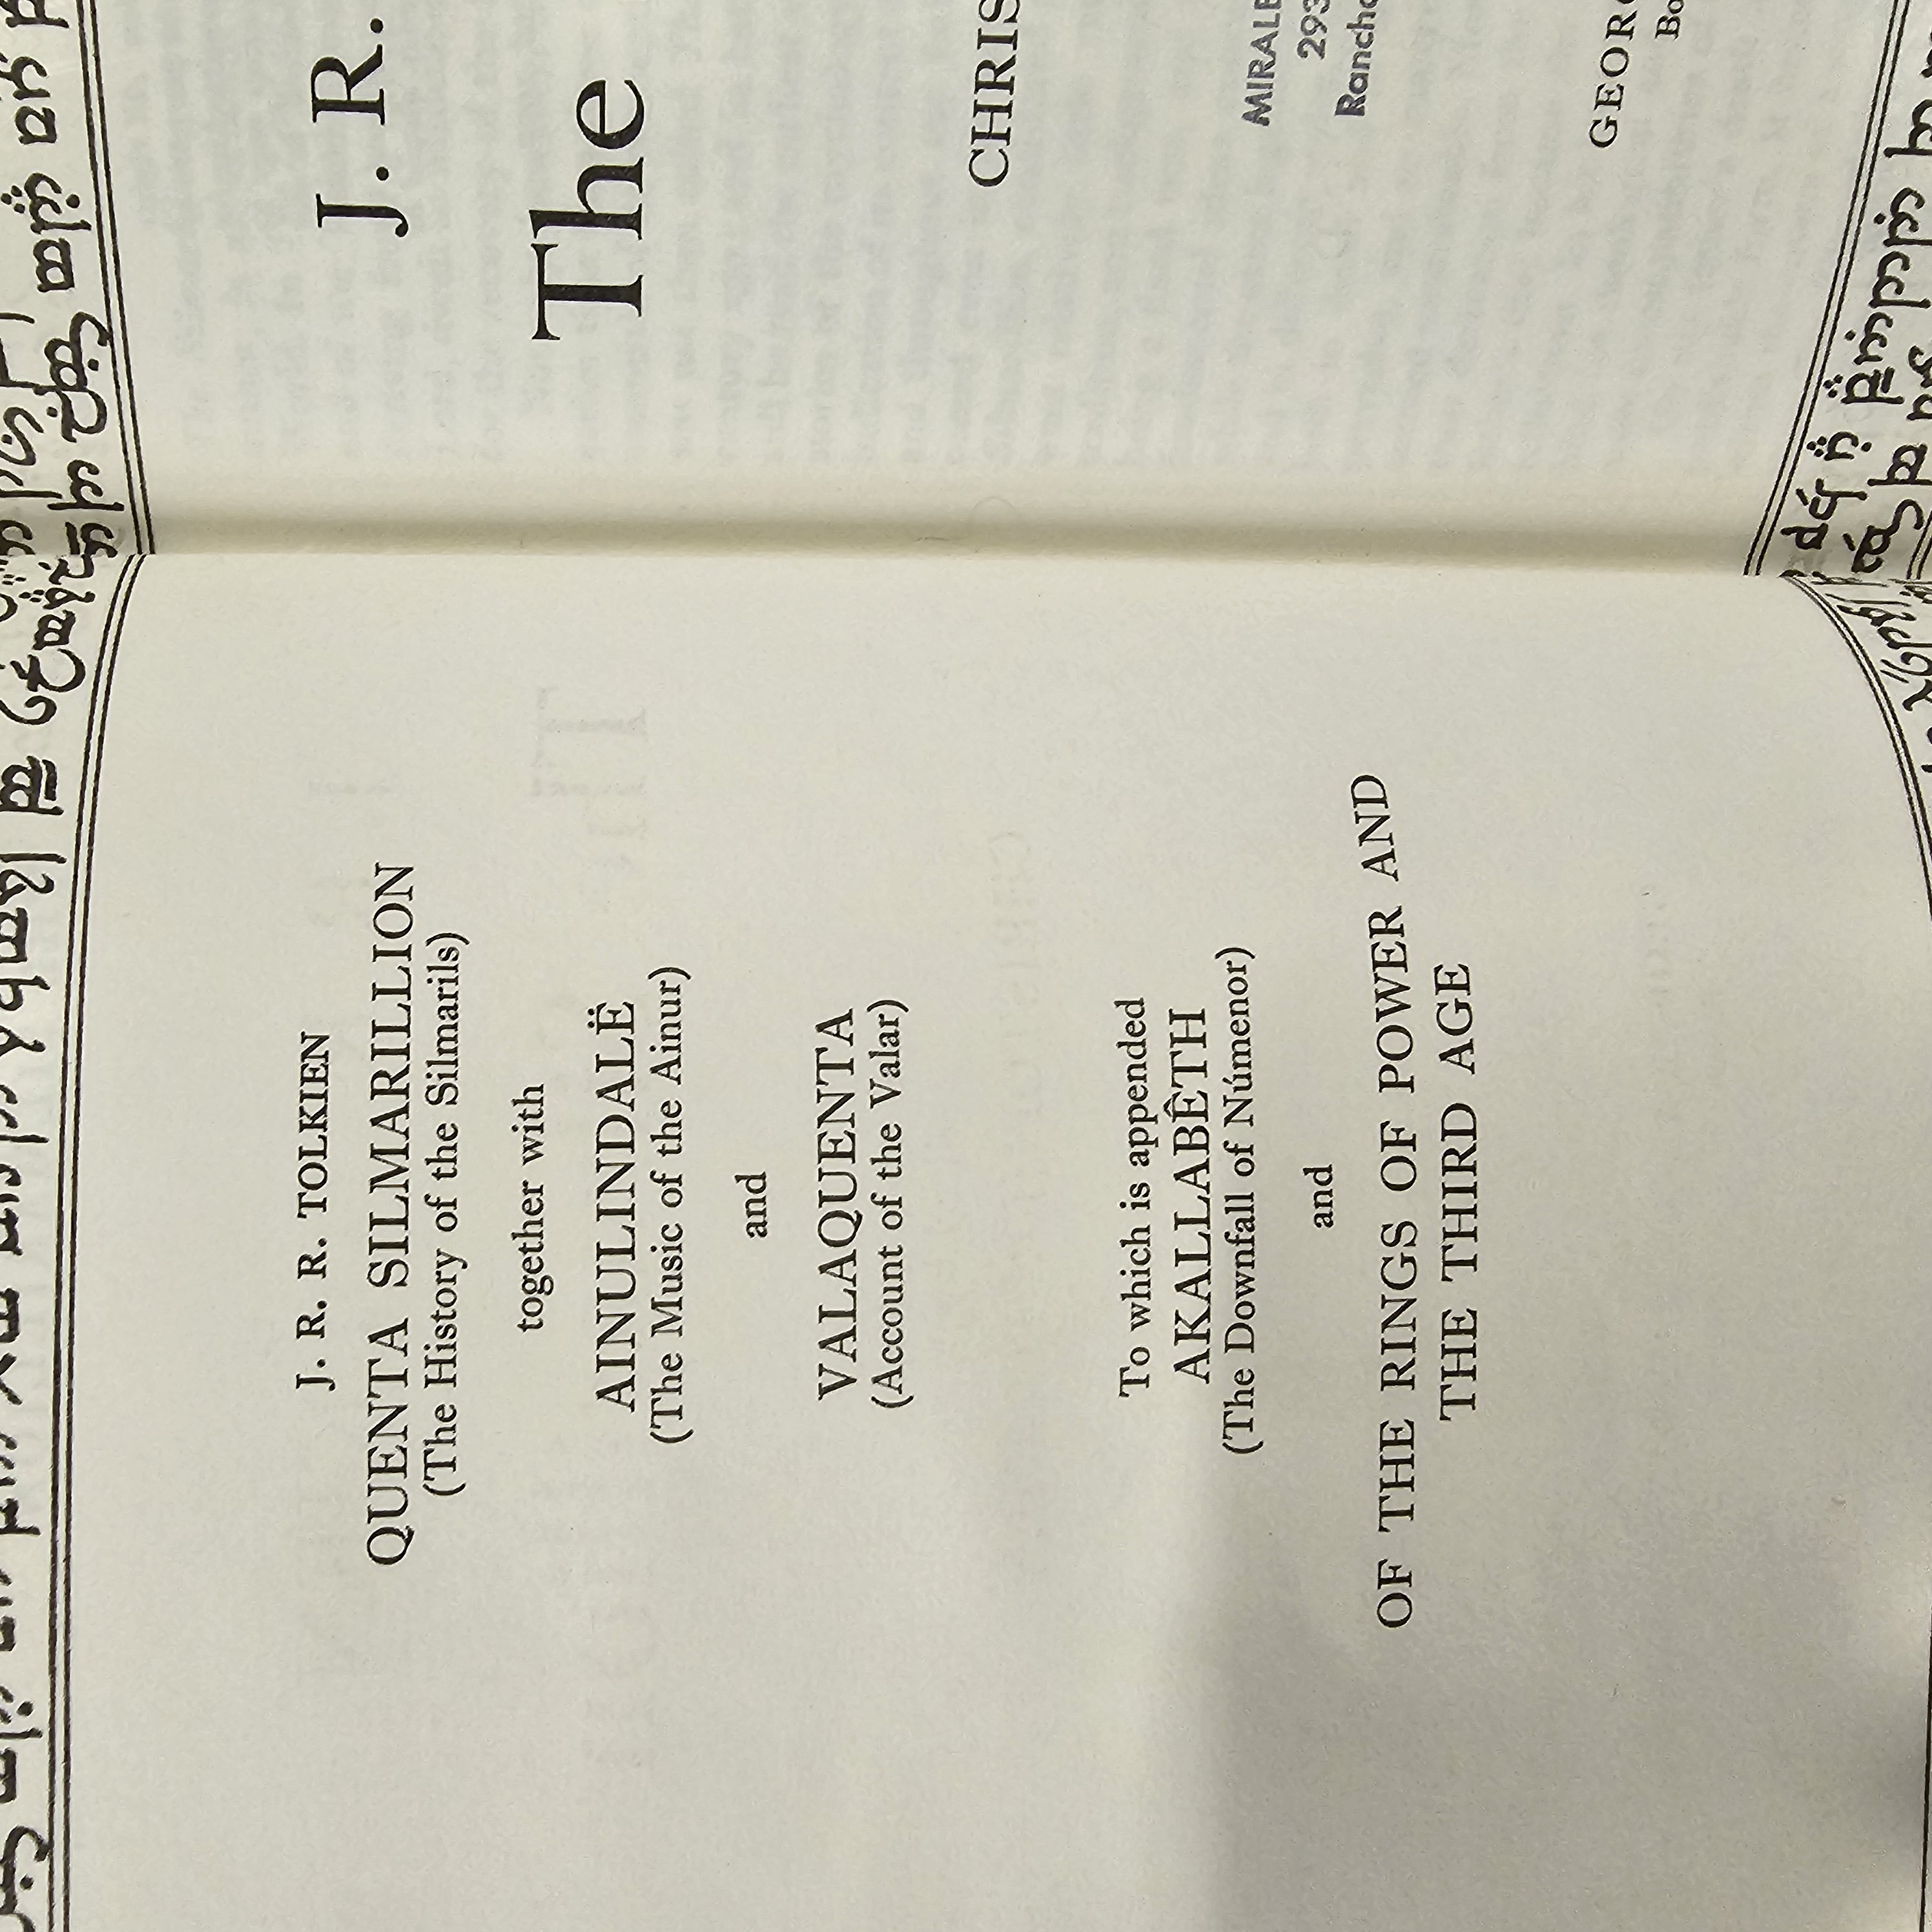 J. R. R. TOLKIEN
QUENTA SILMARILLION
(The History of the Silmarils)
together with
AINULINDALË
(The Music of the Ainur)
and
VALAQUENTA
(Account of the Valar)
To which is appended
AKALLABÊTH
(The Downfall of Númenor)
and
OF THE RINGS OF POWER AND
THE THIRD AGE
J. R.
The
CHRIS
MIRALE
293
Rancho
GEORG
Bo